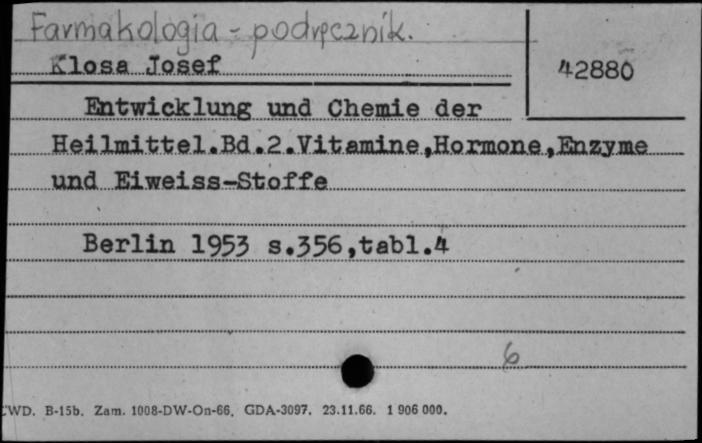 Farmakologia - podręcznik.
Klosa Josef
42880
Entwicklung und Chemie der
Heilmittel.Bd.2.Vitamine,Hormone,Enzyme
und Eiweiss-Stoffe
Berlin 1953 s.356,tabl.4
6
CWD. B-15b. Zam. 1008-DW-On-66. GDA-3097. 23.11.66. 1 906 000.